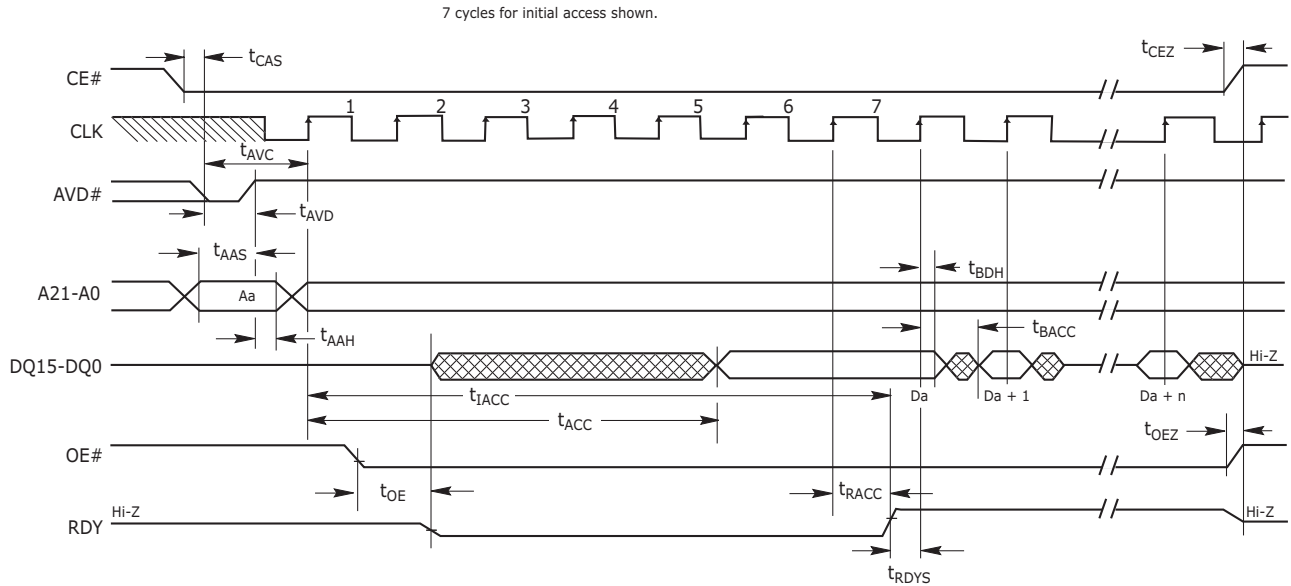 7 cycles for initial access shown.
tCAS
tCEZ
CE#
1 2 3 4 5 6 7
CLK
tAVC
AVD#
tAVD
tAAS
tBDH
A21-A0
Aa
tAAH
tBACC
DQ15-DQ0
Hi-Z
tIACC
Da
Da + 1
Da + n
tACC
tOEZ
OE#
tOE
tRACC
Hi-Z
Hi-Z
RDY
tRDYS